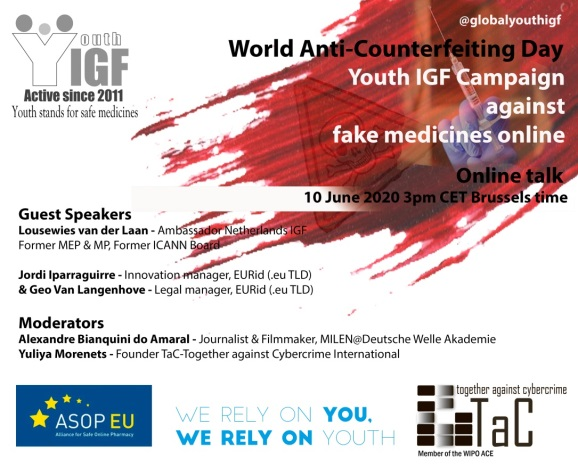 @globalyouthigf
Youth
IGF
Active since 2011
Youth stands for safe medicines
World Anti-Counterfeiting Day
Youth IGF Campaign
against
fake medicines online
Online talk
10 June 2020 3pm CET Brussels time
Guest Speakers
Lousewies van der Laan - Ambassador Netherlands IGF
Former MEP & MP, Former ICANN Board
Jordi Iparraguirre - Innovation manager, EURid (.eu TLD)
& Geo Van Langenhove - Legal manager, EURid (.eu TLD)
Moderators
Alexandre Bianquini do Amaral - Journalist & Filmmaker, MILEN@Deutsche Welle Akademie
Yuliya Morenets - Founder TaC-Together against Cybercrime International
ASOP EU
Alliance for Safe Online Pharmacy
WE RELY ON YOU,
WE RELY ON YOUTH
together against cybercrime
TaC
Member of the WIPO ACE